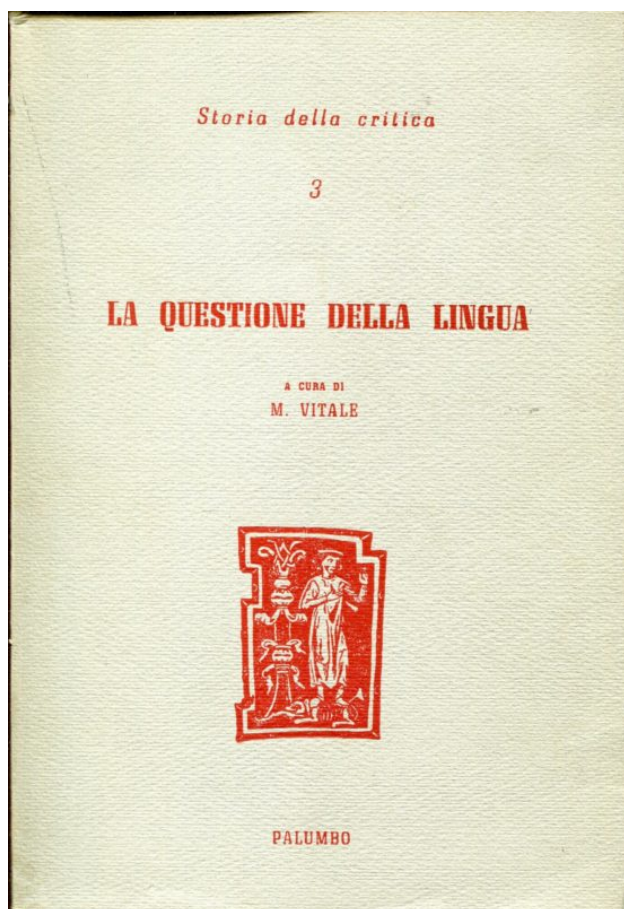 Storia della critica
3
LA QUESTIONE DELLA LINGUA
A CURA DI
M. VITALE
PALUMBO